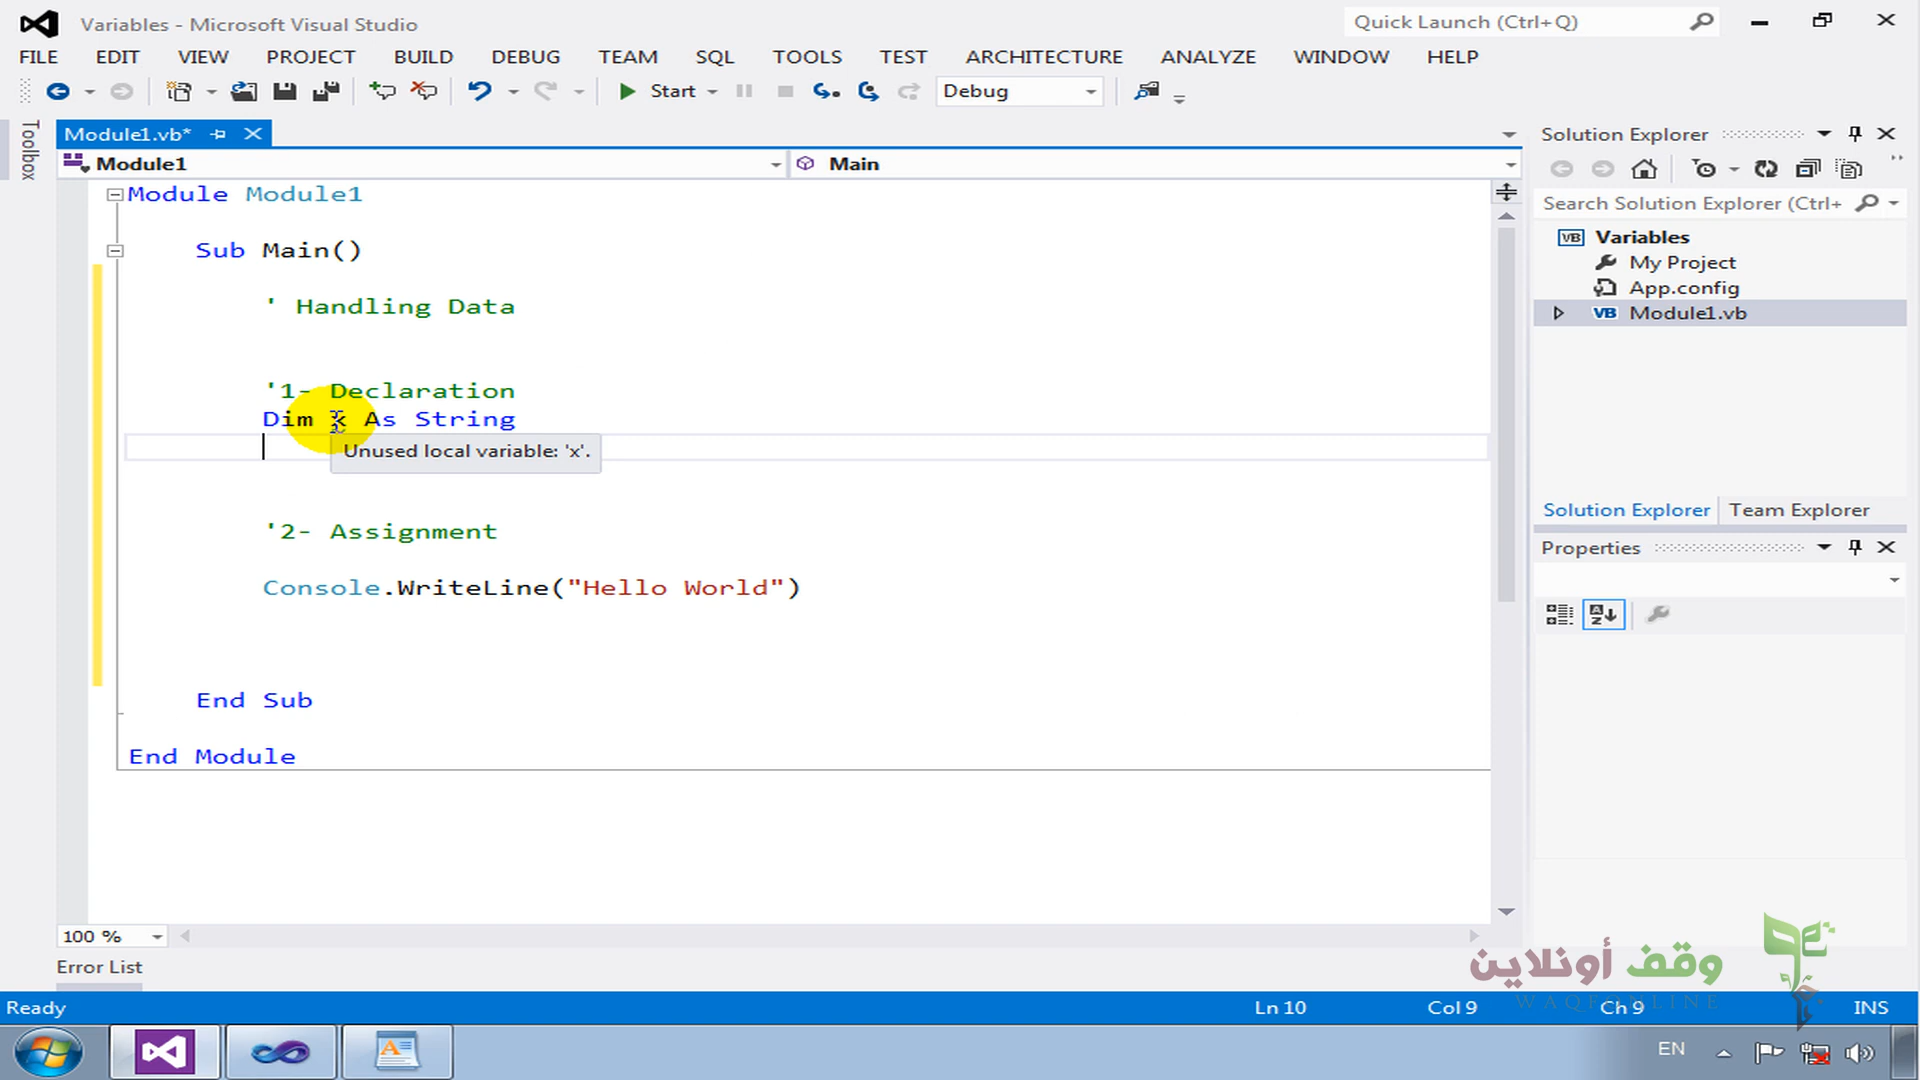 Variables - Microsoft Visual Studio
Quick Launch (Ctrl+Q)
FILE EDIT VIEW PROJECT BUILD DEBUG TEAM SQL TOOLS TEST ARCHITECTURE ANALYZE WINDOW HELP
Start Debug
Toolbox
Module1.vb*
Module1 Main
Module Module1
Sub Main()
' Handling Data
'1- Declaration
Dim x As String
Unused local variable: 'x'.
'2- Assignment
Console.WriteLine("Hello World")
End Sub
End Module
100 %
Error List
Solution Explorer
Search Solution Explorer (Ctrl+
VB Variables
My Project
App.config
VB Module1.vb
Solution Explorer Team Explorer
Properties
وقف أونلاين
WAQFONLINE
Ready Ln 10 Col 9 Ch 9 INS
EN